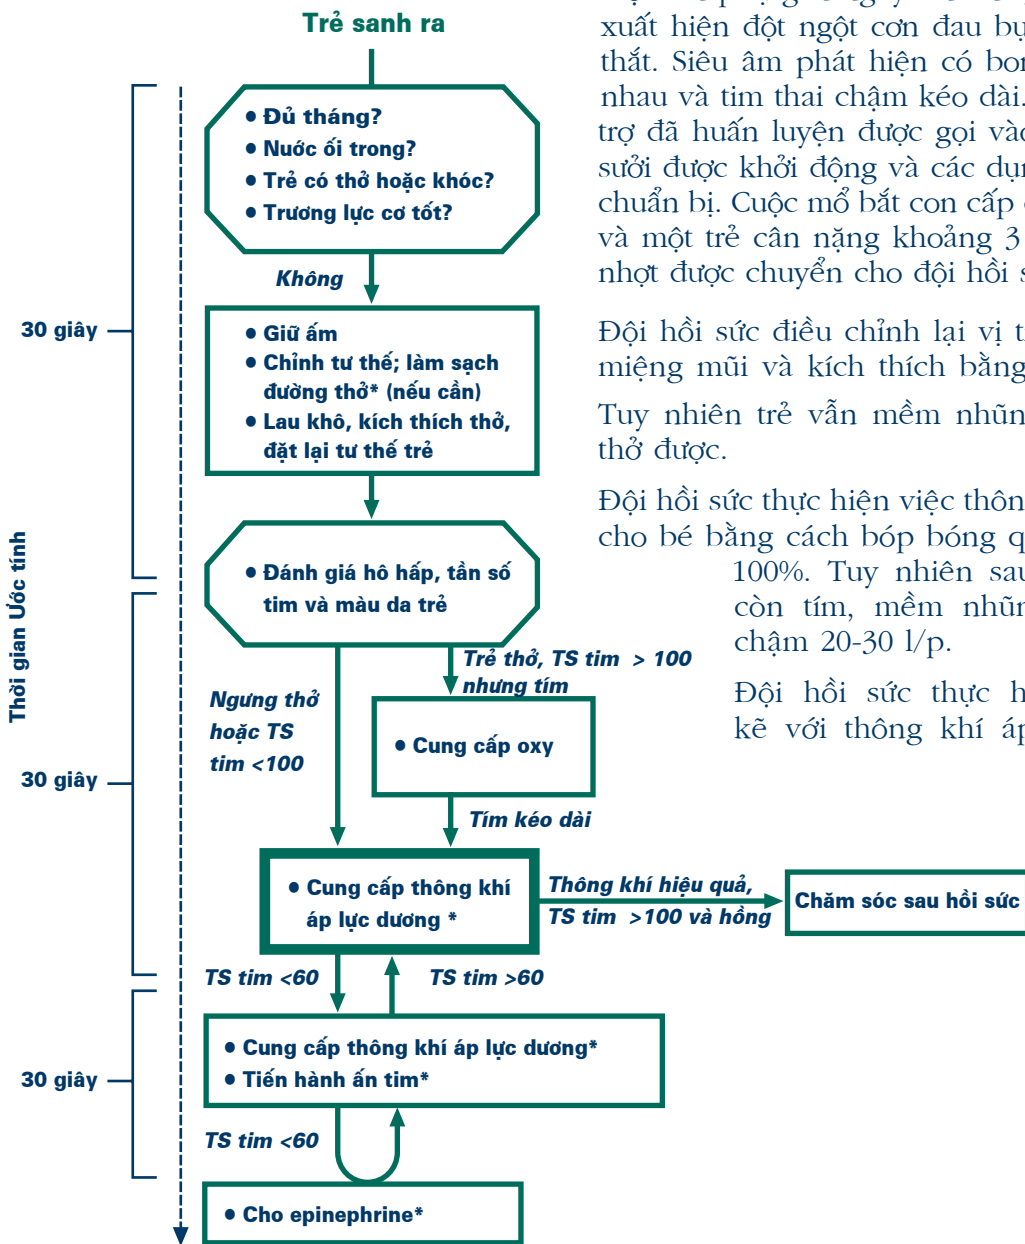 Trẻ sanh ra
• Đủ tháng?
• Nước ối trong?
• Trẻ có thở hoặc khóc?
• Trương lực cơ tốt?
Không
30 giây
• Giữ ấm
• Chỉnh tư thế; làm sạch
đường thở* (nếu cần)
• Lau khô, kích thích thở,
đặt lại tư thế trẻ
Thời gian Ước tính
• Đánh giá hô hấp, tần số
tim và màu da trẻ
Ngưng thở
hoặc TS
tim <100
Trẻ thở, TS tim > 100
nhưng tím
30 giây
• Cung cấp oxy
Tím kéo dài
• Cung cấp thông khí
áp lực dương *
Thông khí hiệu quả,
TS tim >100 và hồng
Chăm sóc sau hồi sức
TS tim <60
TS tim >60
30 giây
• Cung cấp thông khí áp lực dương*
• Tiến hành ấn tim*
TS tim <60
• Cho epinephrine*
xuất hiện đột ngột cơn đau bụ
thắt. Siêu âm phát hiện có bon
nhau và tim thai chậm kéo dài.
trợ đã huấn luyện được gọi vào
sưởi được khởi động và các dụn
chuẩn bị. Cuộc mổ bắt con cấp
và một trẻ cân nặng khoảng 3
nhợt được chuyển cho đội hồi s
Đội hồi sức điều chỉnh lại vị t
miệng mũi và kích thích bằng
Tuy nhiên trẻ vẫn mềm nhũn
thở được.
Đội hồi sức thực hiện việc thôn
cho bé bằng cách bóp bóng q
100%. Tuy nhiên sau
còn tím, mềm nhũn
chậm 20-30 l/p.
Đội hồi sức thực h
kẽ với thông khí áp